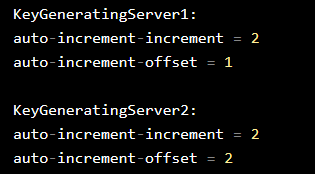 KeyGeneratingServer1:
auto-increment-increment = 2
auto-increment-offset = 1
KeyGeneratingServer2:
auto-increment-increment = 2
auto-increment-offset = 2